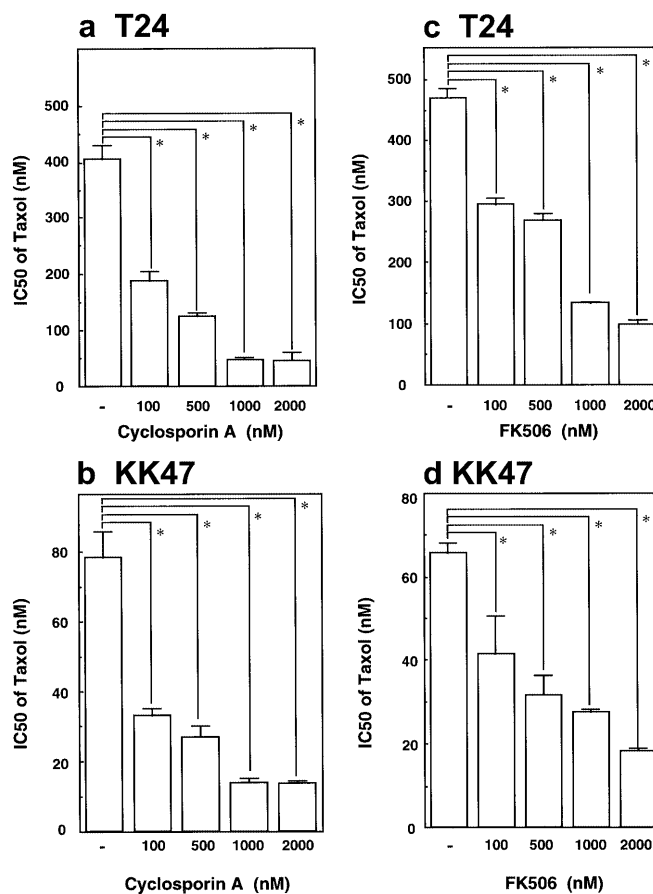 a T24
IC50 of Taxol (nM)
500
400
300
200
100
0
*
*
*
*
- 100 500 1000 2000
Cyclosporin A (nM)
c T24
IC50 of Taxol (nM)
500
400
300
200
100
0
*
*
*
*
- 100 500 1000 2000
FK506 (nM)
b KK47
IC50 of Taxol (nM)
80
60
40
20
0
*
*
*
*
- 100 500 1000 2000
Cyclosporin A (nM)
d KK47
IC50 of Taxol (nM)
80
60
40
20
0
*
*
*
*
- 100 500 1000 2000
FK506 (nM)